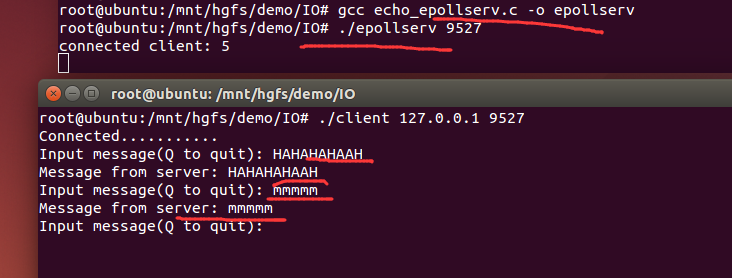 root@ubuntu:/mnt/hgfs/demo/IO# gcc echo_epollserv.c -o epollserv
root@ubuntu:/mnt/hgfs/demo/IO# ./epollserv 9527
connected client: 5
root@ubuntu: /mnt/hgfs/demo/IO
root@ubuntu:/mnt/hgfs/demo/IO# ./client 127.0.0.1 9527
Connected...........
Input message(Q to quit): HAHAHAHAAH
Message from server: HAHAHAHAAH
Input message(Q to quit): mmmmm
Message from server: mmmmm
Input message(Q to quit):